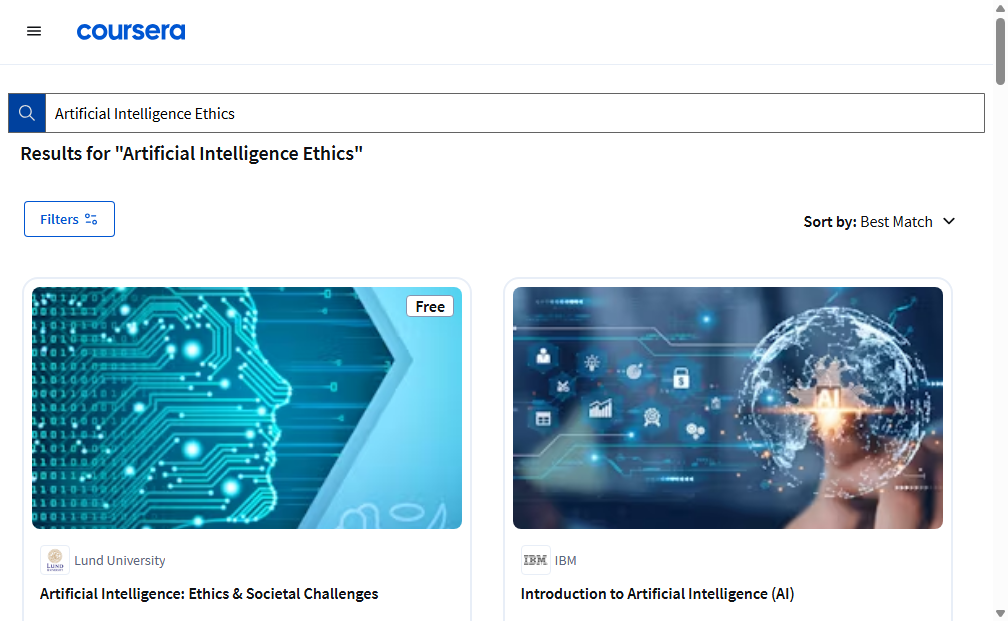 coursera
Artificial Intelligence Ethics
Results for "Artificial Intelligence Ethics"
Filters
Sort by: Best Match
Free
AI
LUND
Lund University
IBM
IBM
Artificial Intelligence: Ethics & Societal Challenges
Introduction to Artificial Intelligence (AI)